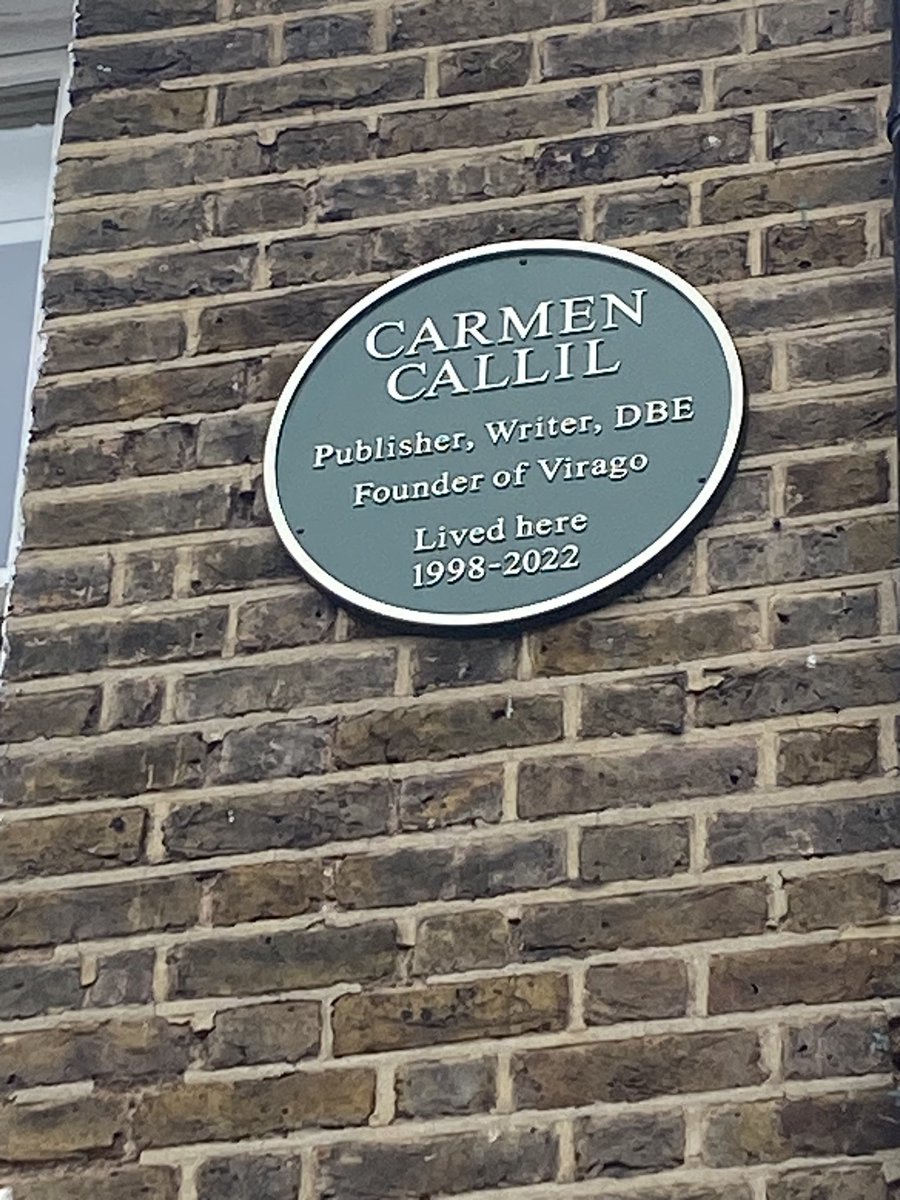 CARMEN
CALLIL
Publisher, Writer, DBE
Founder of Virago
Lived here
1998-2022